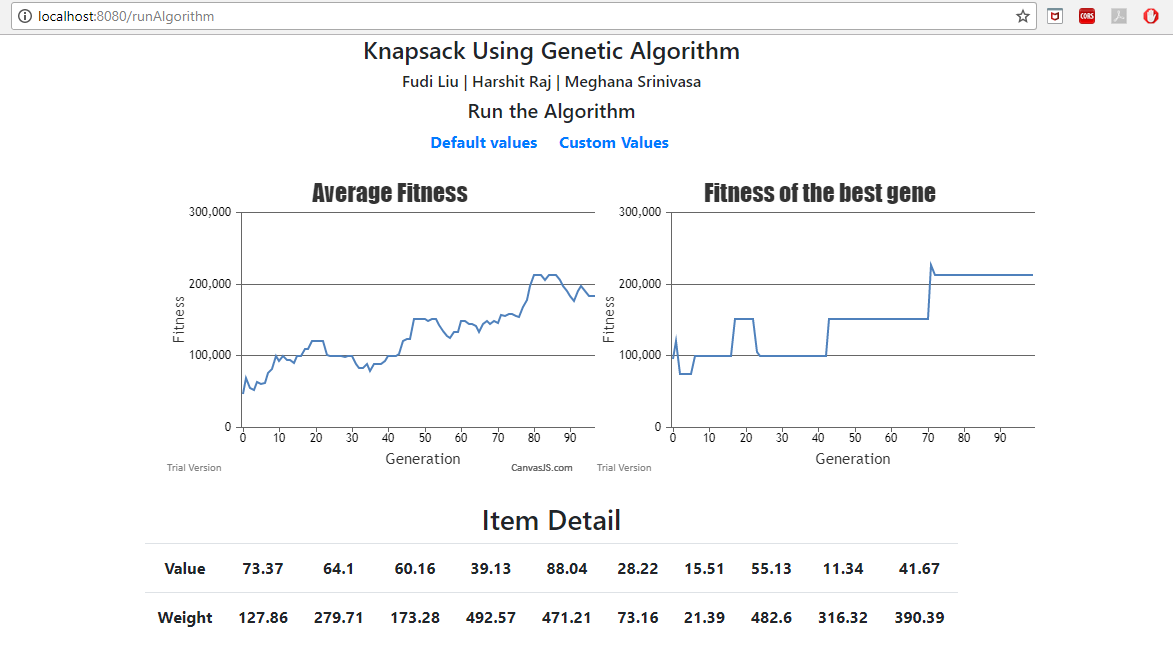 localhost:8080/runAlgorithm
CORS
Knapsack Using Genetic Algorithm
Fudi Liu | Harshit Raj | Meghana Srinivasa
Run the Algorithm
Default values Custom Values
Average Fitness
300,000
200,000
100,000
0
Fitness
0 10 20 30 40 50 60 70 80 90
Generation
Trial Version CanvasJS.com
Fitness of the best gene
300,000
200,000
100,000
0
Fitness
0 10 20 30 40 50 60 70 80 90
Generation
Trial Version
Item Detail
Value 73.37 64.1 60.16 39.13 88.04 28.22 15.51 55.13 11.34 41.67
Weight 127.86 279.71 173.28 492.57 471.21 73.16 21.39 482.6 316.32 390.39